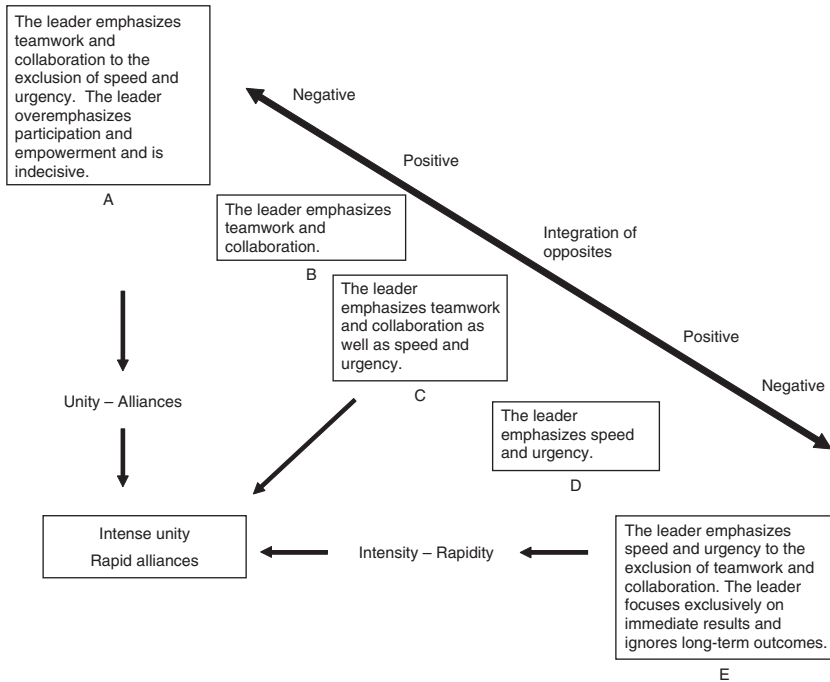 The leader emphasizes
teamwork and
collaboration to the
exclusion of speed and
urgency. The leader
overemphasizes
participation and
empowerment and is
indecisive.
A
Negative
Positive
The leader emphasizes
teamwork and
collaboration.
B
Integration of
opposites
The leader
emphasizes teamwork
and collaboration as
well as speed and
urgency.
C
Positive
Negative
Unity – Alliances
The leader
emphasizes speed
and urgency.
D
Intense unity
Rapid alliances
Intensity – Rapidity
The leader emphasizes
speed and urgency to the
exclusion of teamwork and
collaboration. The leader
focuses exclusively on
immediate results and
ignores long-term outcomes.
E